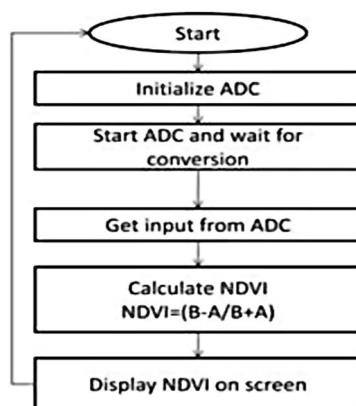 Start
Initialize ADC
Start ADC and wait for
conversion
Get input from ADC
Calculate NDVI
NDVI=(B-A/B+A)
Display NDVI on screen